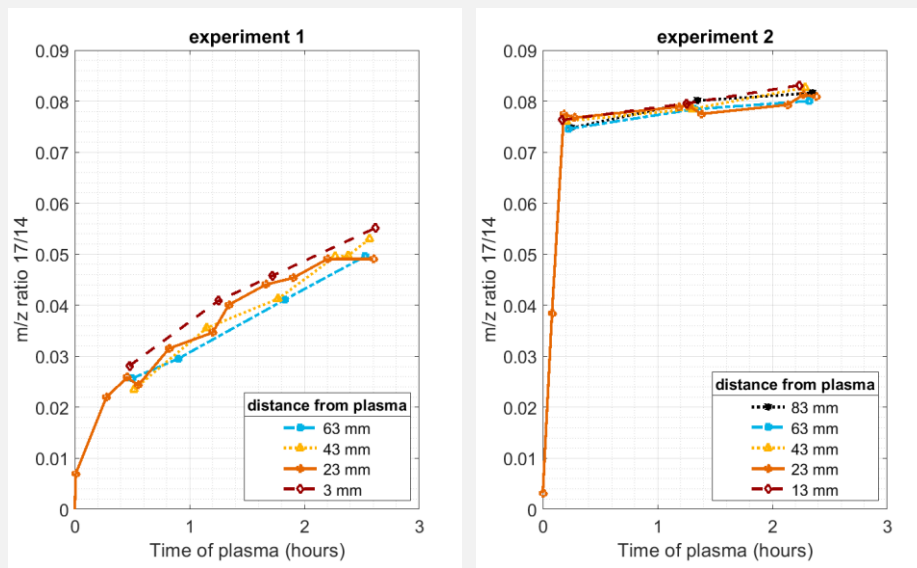 experiment 1
0.09
0.08
0.07
0.06
0.05
0.04
0.03
0.02
0.01
0
m/z ratio 17/14
0 1 2 3
Time of plasma (hours)
distance from plasma
63 mm
43 mm
23 mm
3 mm
experiment 2
0.09
0.08
0.07
0.06
0.05
0.04
0.03
0.02
0.01
0
m/z ratio 17/14
0 1 2 3
Time of plasma (hours)
distance from plasma
83 mm
63 mm
43 mm
23 mm
13 mm